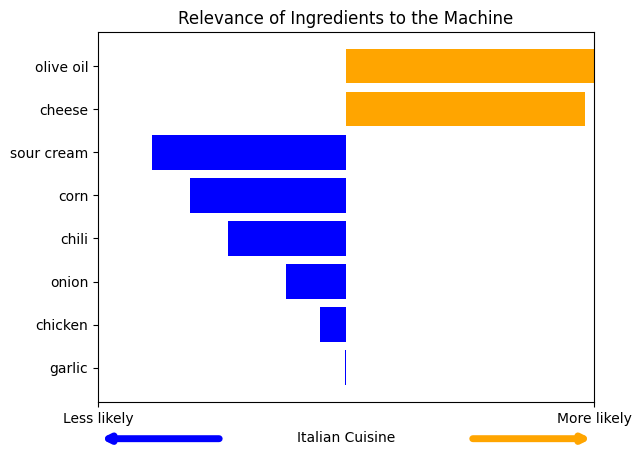 Relevance of Ingredients to the Machine
olive oil
cheese
sour cream
corn
chili
onion
chicken
garlic
Less likely
More likely
Italian Cuisine